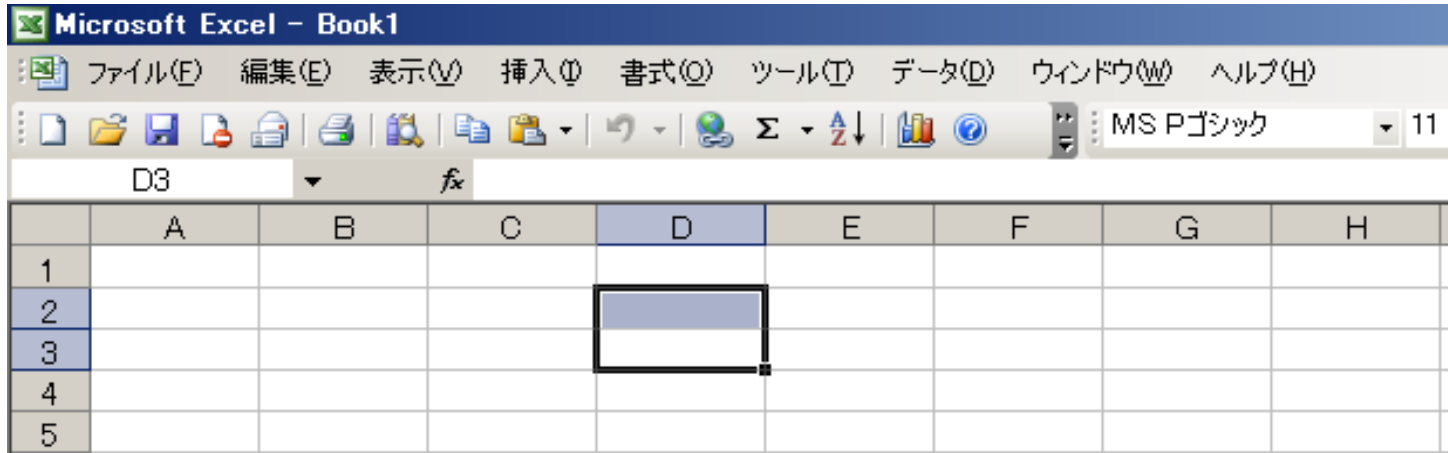 Microsoft Excel - Book1
ファイル(F) 編集(E) 表示(V) 挿入(I) 書式(O) ツール(T) データ(D) ウィンドウ(W) ヘルプ(H)
Σ A Z MS Pゴシック 11
D3 fx
A B C D E F G H
1
2
3
4
5